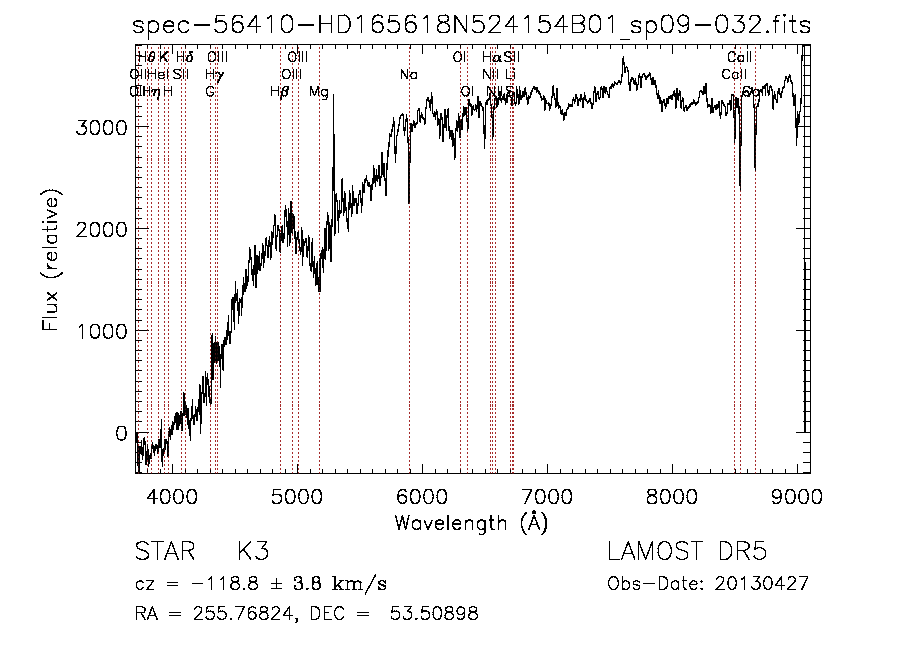 spec−56410−HD165618N524154B01_sp09−032.fits
Hθ K Hδ OIII OIII OI Hα SII CaII
OII HeI SII Hγ OIII Na NII Li CaII
OII Hη H G Hβ Mg OI NII SII
3000
2000
1000
0
Flux (relative)
4000 5000 6000 7000 8000 9000
Wavelength (Å)
STAR K3 LAMOST DR5
cz = −118.8 ± 3.8 km/s Obs−Date: 20130427
RA = 255.76824, DEC = 53.50898